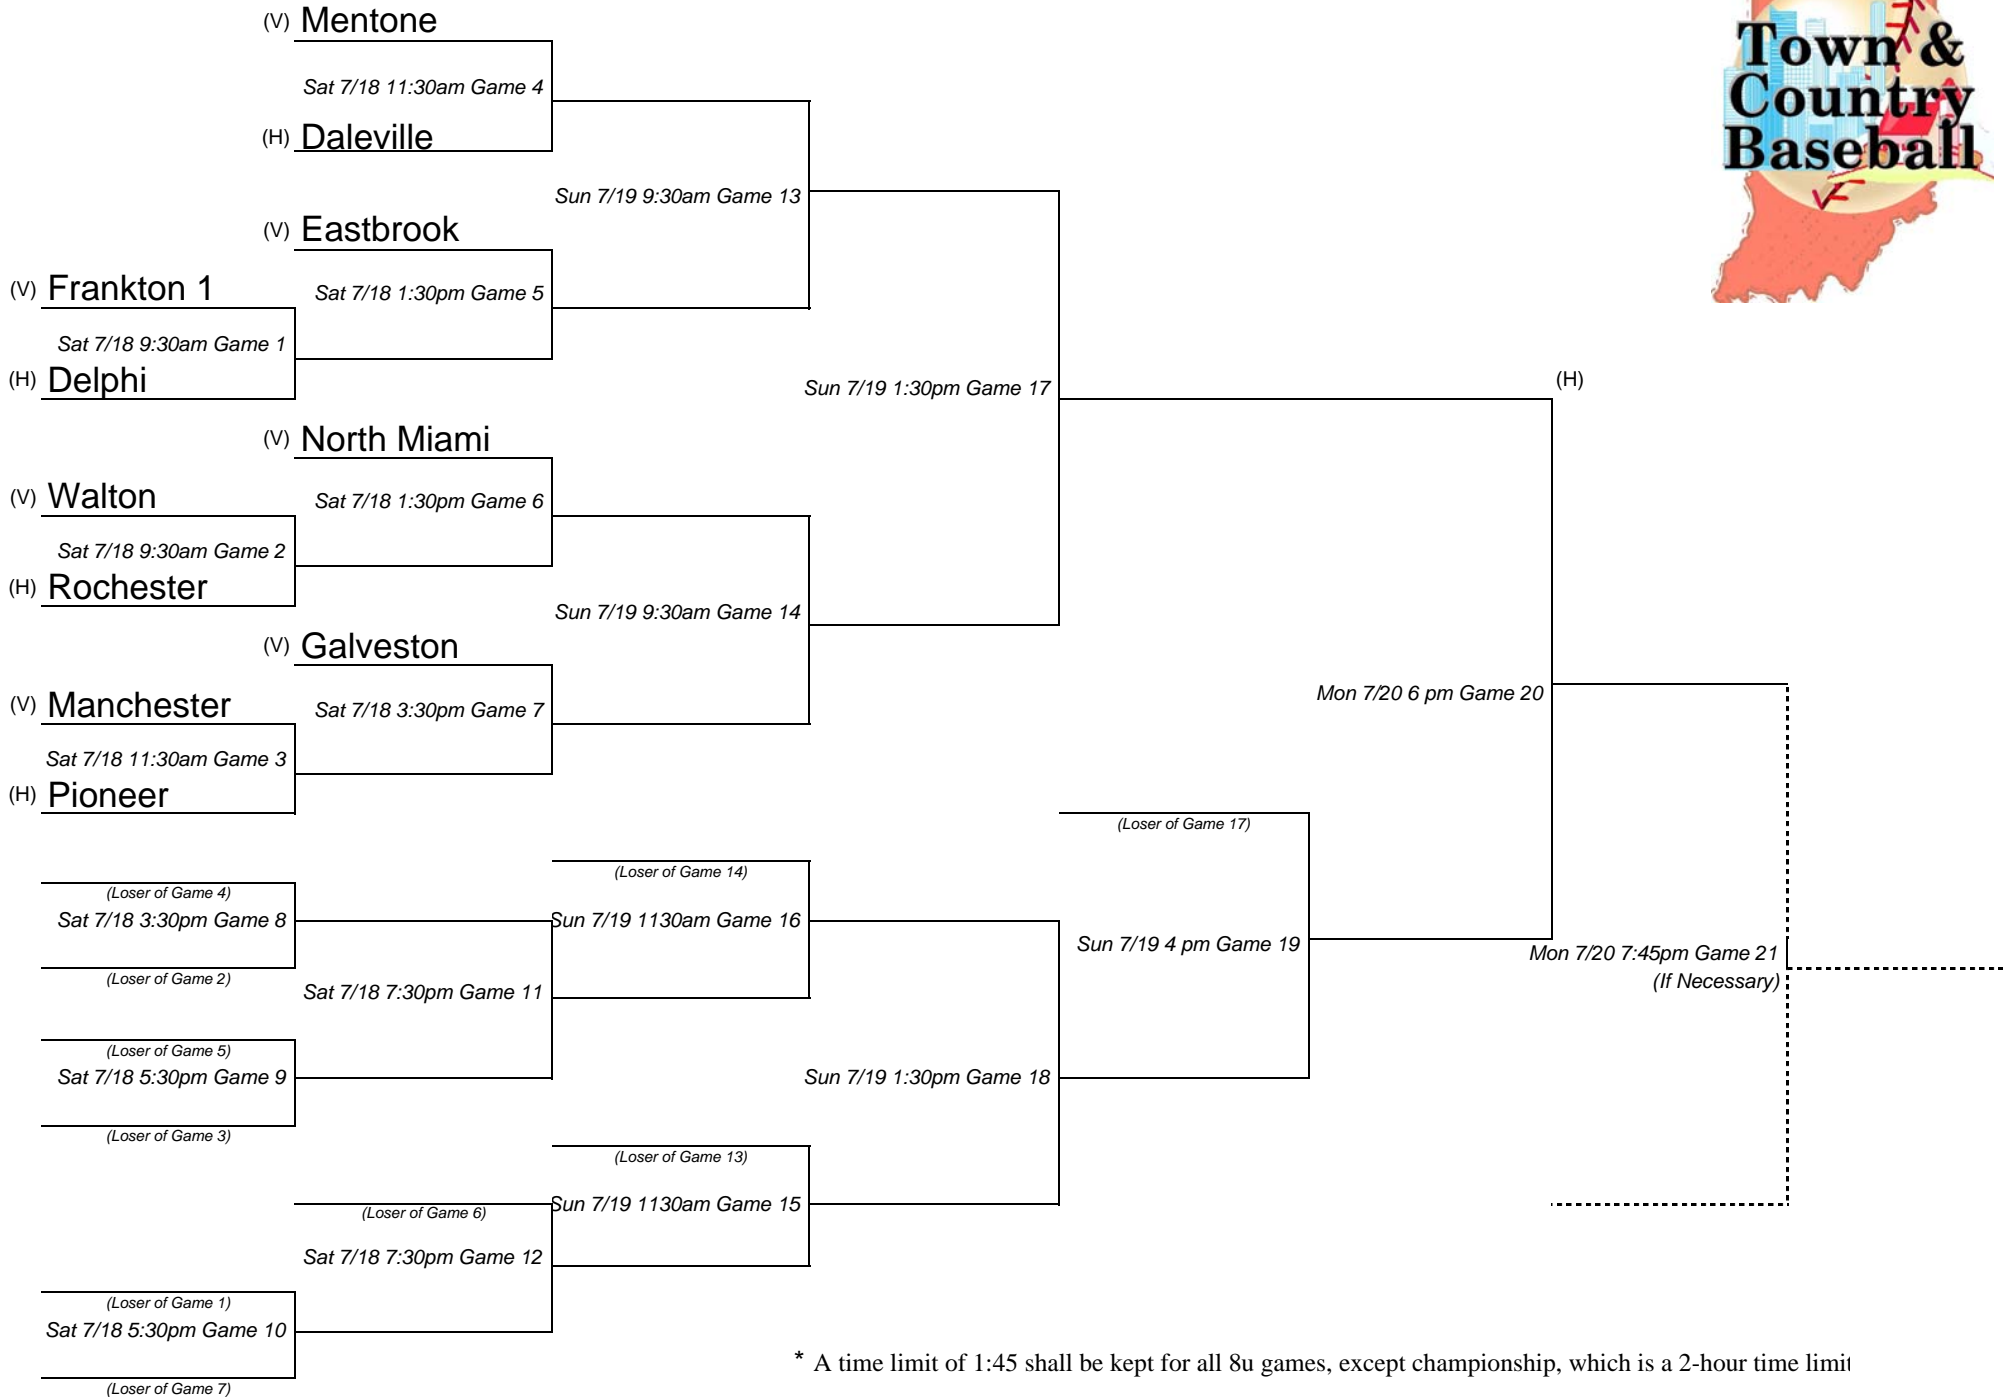 Town &
Country
Baseball
(V) Mentone
Sat 7/18 11:30am Game 4
(H) Daleville
Sun 7/19 9:30am Game 13
(V) Eastbrook
(V) Frankton 1
Sat 7/18 1:30pm Game 5
Sat 7/18 9:30am Game 1
(H) Delphi
Sun 7/19 1:30pm Game 17
(H)
(V) North Miami
(V) Walton
Sat 7/18 1:30pm Game 6
Sat 7/18 9:30am Game 2
(H) Rochester
Sun 7/19 9:30am Game 14
(V) Galveston
(V) Manchester
Sat 7/18 3:30pm Game 7
Mon 7/20 6 pm Game 20
Sat 7/18 11:30am Game 3
(H) Pioneer
(Loser of Game 17)
(Loser of Game 14)
(Loser of Game 4)
Sat 7/18 3:30pm Game 8
Sun 7/19 1130am Game 16
Sun 7/19 4 pm Game 19
Mon 7/20 7:45pm Game 21
(If Necessary)
(Loser of Game 2)
Sat 7/18 7:30pm Game 11
(Loser of Game 5)
Sat 7/18 5:30pm Game 9
Sun 7/19 1:30pm Game 18
(Loser of Game 3)
(Loser of Game 13)
Sun 7/19 1130am Game 15
(Loser of Game 6)
Sat 7/18 7:30pm Game 12
(Loser of Game 1)
Sat 7/18 5:30pm Game 10
* A time limit of 1:45 shall be kept for all 8u games, except championship, which is a 2-hour time limit
(Loser of Game 7)